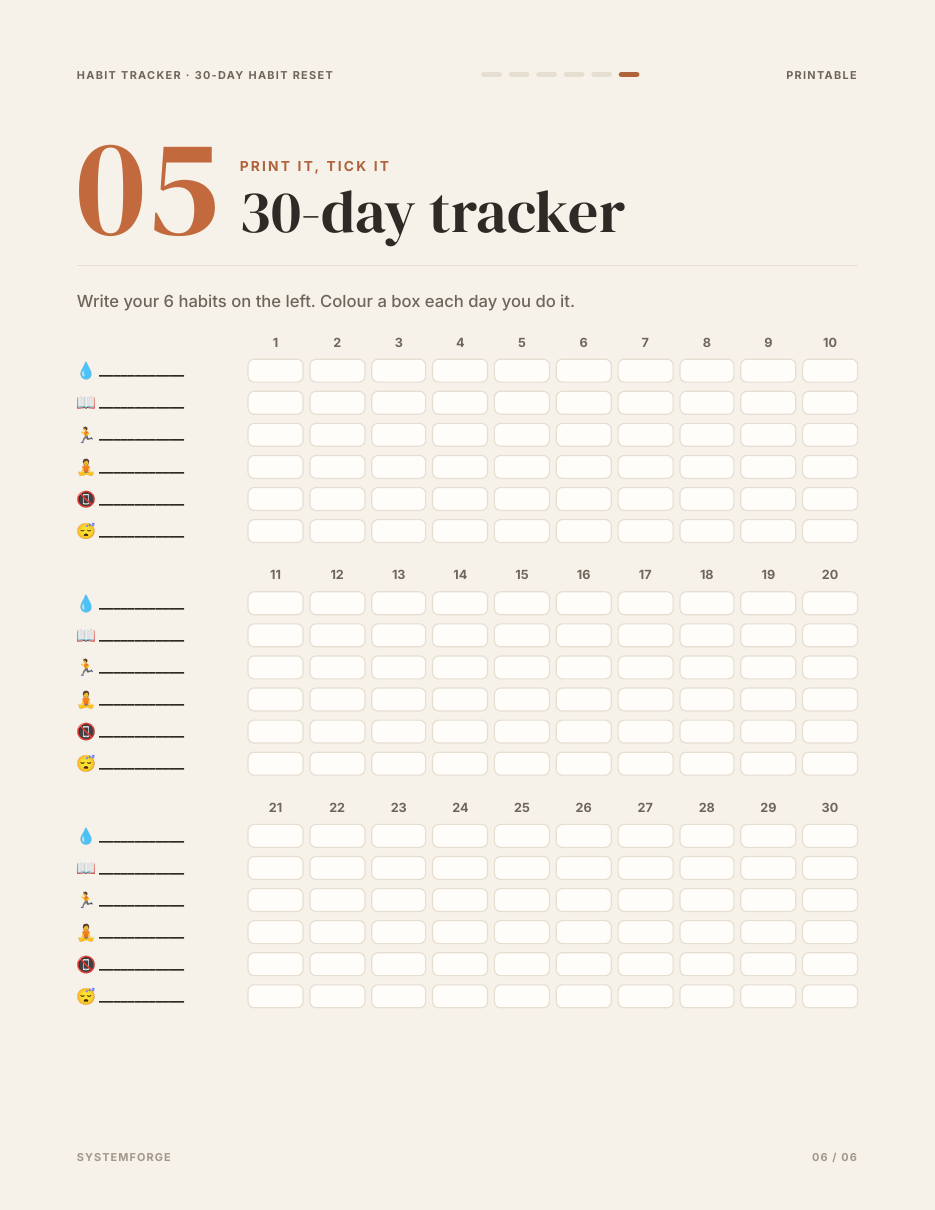 HABIT TRACKER · 30-DAY HABIT RESET
PRINTABLE
05
PRINT IT, TICK IT
30-day tracker
Write your 6 habits on the left. Colour a box each day you do it.
1 2 3 4 5 6 7 8 9 10
11 12 13 14 15 16 17 18 19 20
21 22 23 24 25 26 27 28 29 30
SYSTEMFORGE
06 / 06